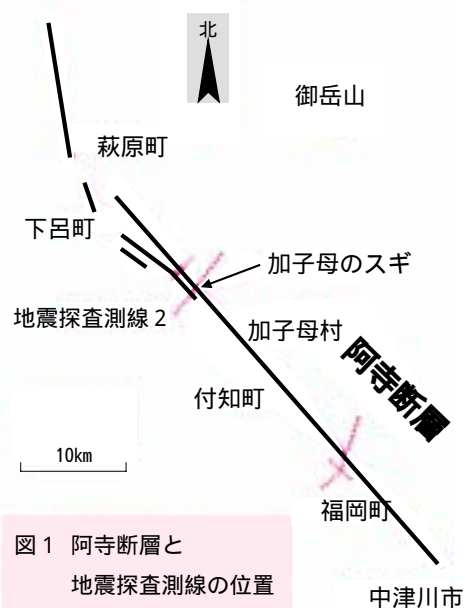 北
御岳山
萩原町
下呂町
加子母のスギ
地震探査測線 2
加子母村
阿寺断層
付知町
10km
福岡町
図 1 阿寺断層と
地震探査測線の位置
中津川市